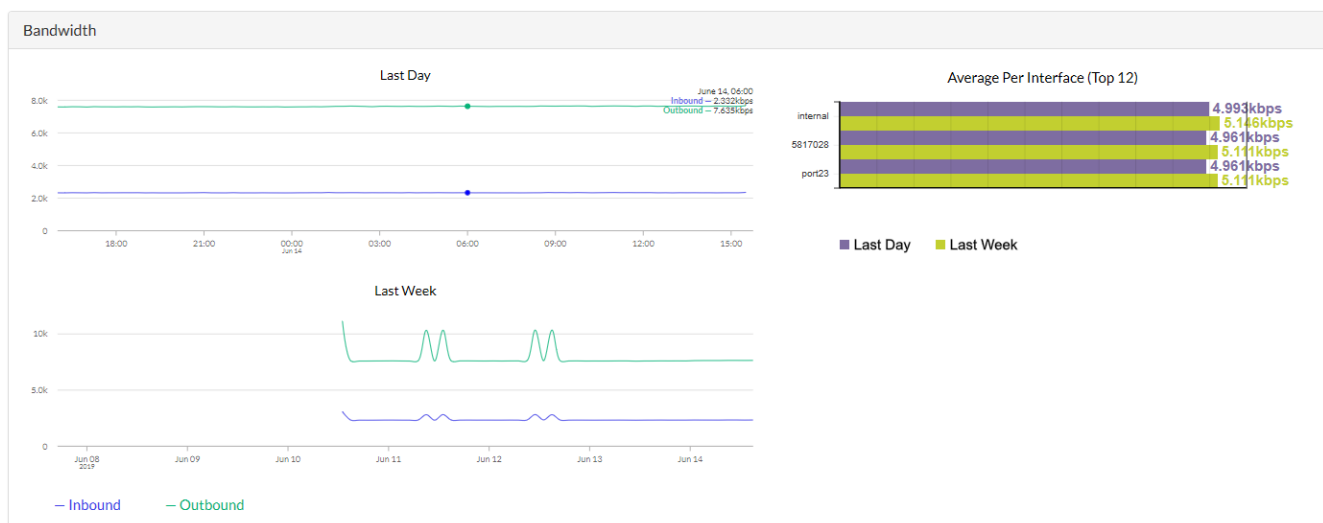 Bandwidth
Last Day
June 14, 06:00
Inbound — 2.332kbps
Outbound — 7.635kbps
8.0k
6.0k
4.0k
2.0k
0
18:00 21:00 00:00 03:00 06:00 09:00 12:00 15:00
Jun 14
Last Week
10k
5.0k
0
Jun 08 Jun 09 Jun 10 Jun 11 Jun 12 Jun 13 Jun 14
2019
— Inbound — Outbound
Average Per Interface (Top 12)
internal
4.993kbps
5.146kbps
5817028
4.961kbps
5.111kbps
port23
4.961kbps
5.111kbps
Last Day Last Week